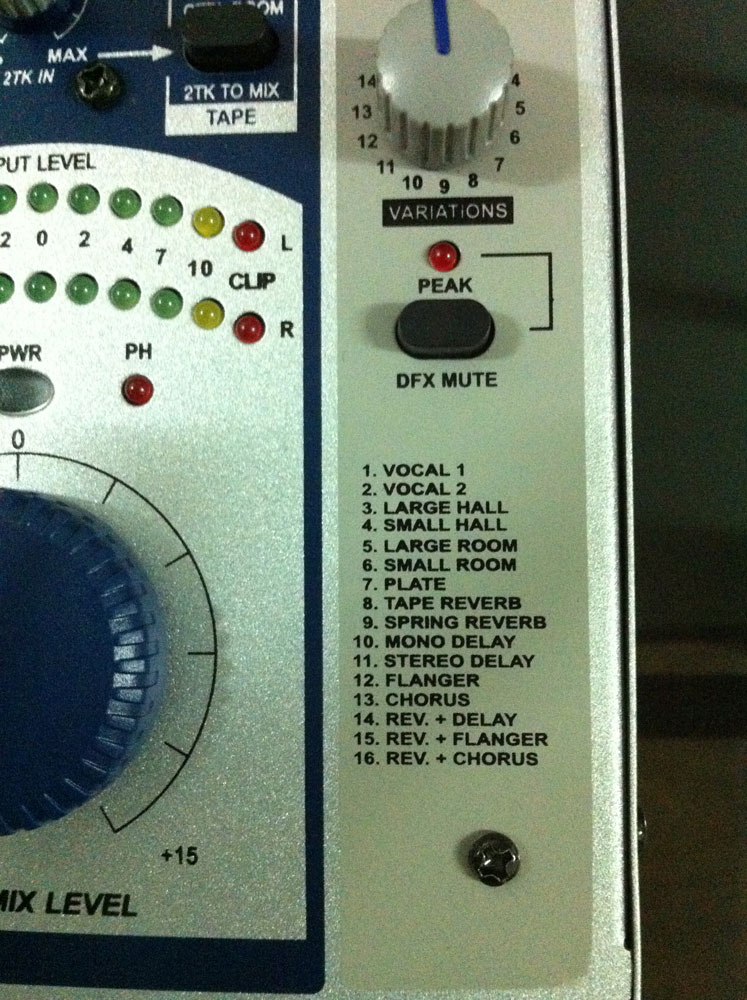 MAX
2TK IN
2TK TO MIX
TAPE
14
13
12
11
10
9
8
7
6
5
4
VARIATIONS
PUT LEVEL
2 0 2 4 7 10 CLIP
L
R
PEAK
DFX MUTE
PWR
PH
0
1. VOCAL 1
2. VOCAL 2
3. LARGE HALL
4. SMALL HALL
5. LARGE ROOM
6. SMALL ROOM
7. PLATE
8. TAPE REVERB
9. SPRING REVERB
10. MONO DELAY
11. STEREO DELAY
12. FLANGER
13. CHORUS
14. REV. + DELAY
15. REV. + FLANGER
16. REV. + CHORUS
+15
MIX LEVEL